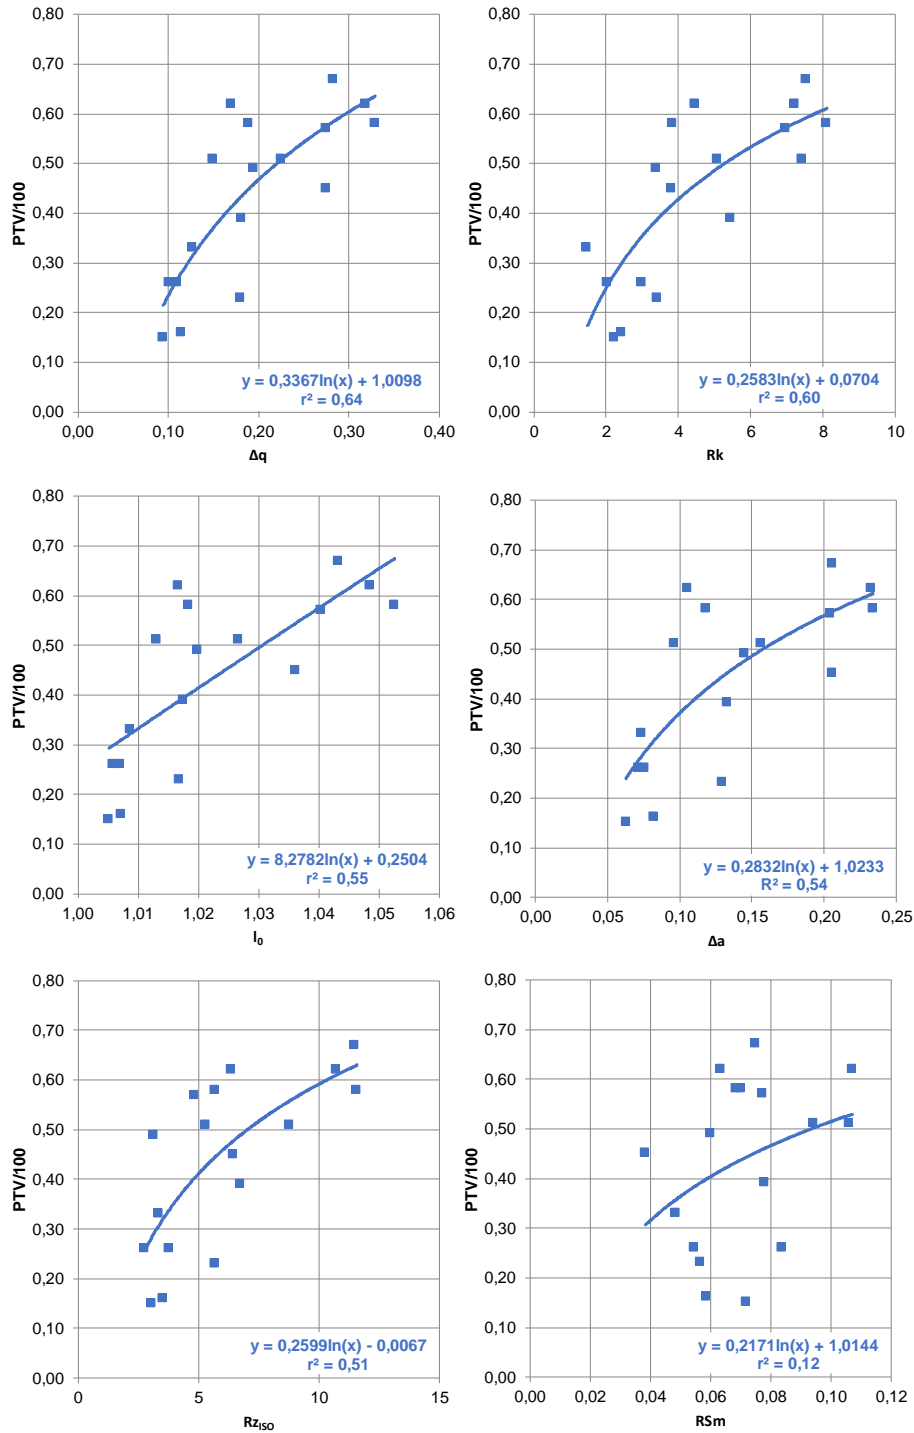 0,80
0,70
0,60
0,50
0,40
0,30
0,20
0,10
0,00
PTV/100
y = 0,3367ln(x) + 1,0098
r² = 0,64
0,00 0,10 0,20 0,30 0,40
Δq
0,80
0,70
0,60
0,50
0,40
0,30
0,20
0,10
0,00
PTV/100
y = 0,2583ln(x) + 0,0704
r² = 0,60
0 2 4 6 8 10
Rk
0,80
0,70
0,60
0,50
0,40
0,30
0,20
0,10
0,00
PTV/100
y = 8,2782ln(x) + 0,2504
r² = 0,55
1,00 1,01 1,02 1,03 1,04 1,05 1,06
l₀
0,80
0,70
0,60
0,50
0,40
0,30
0,20
0,10
0,00
PTV/100
y = 0,2832ln(x) + 1,0233
R² = 0,54
0,00 0,05 0,10 0,15 0,20 0,25
Δa
0,80
0,70
0,60
0,50
0,40
0,30
0,20
0,10
0,00
PTV/100
y = 0,2599ln(x) - 0,0067
r² = 0,51
0 5 10 15
Rz ISO
0,80
0,70
0,60
0,50
0,40
0,30
0,20
0,10
0,00
PTV/100
y = 0,2171ln(x) + 1,0144
r² = 0,12
0,00 0,02 0,04 0,06 0,08 0,10 0,12
RSm